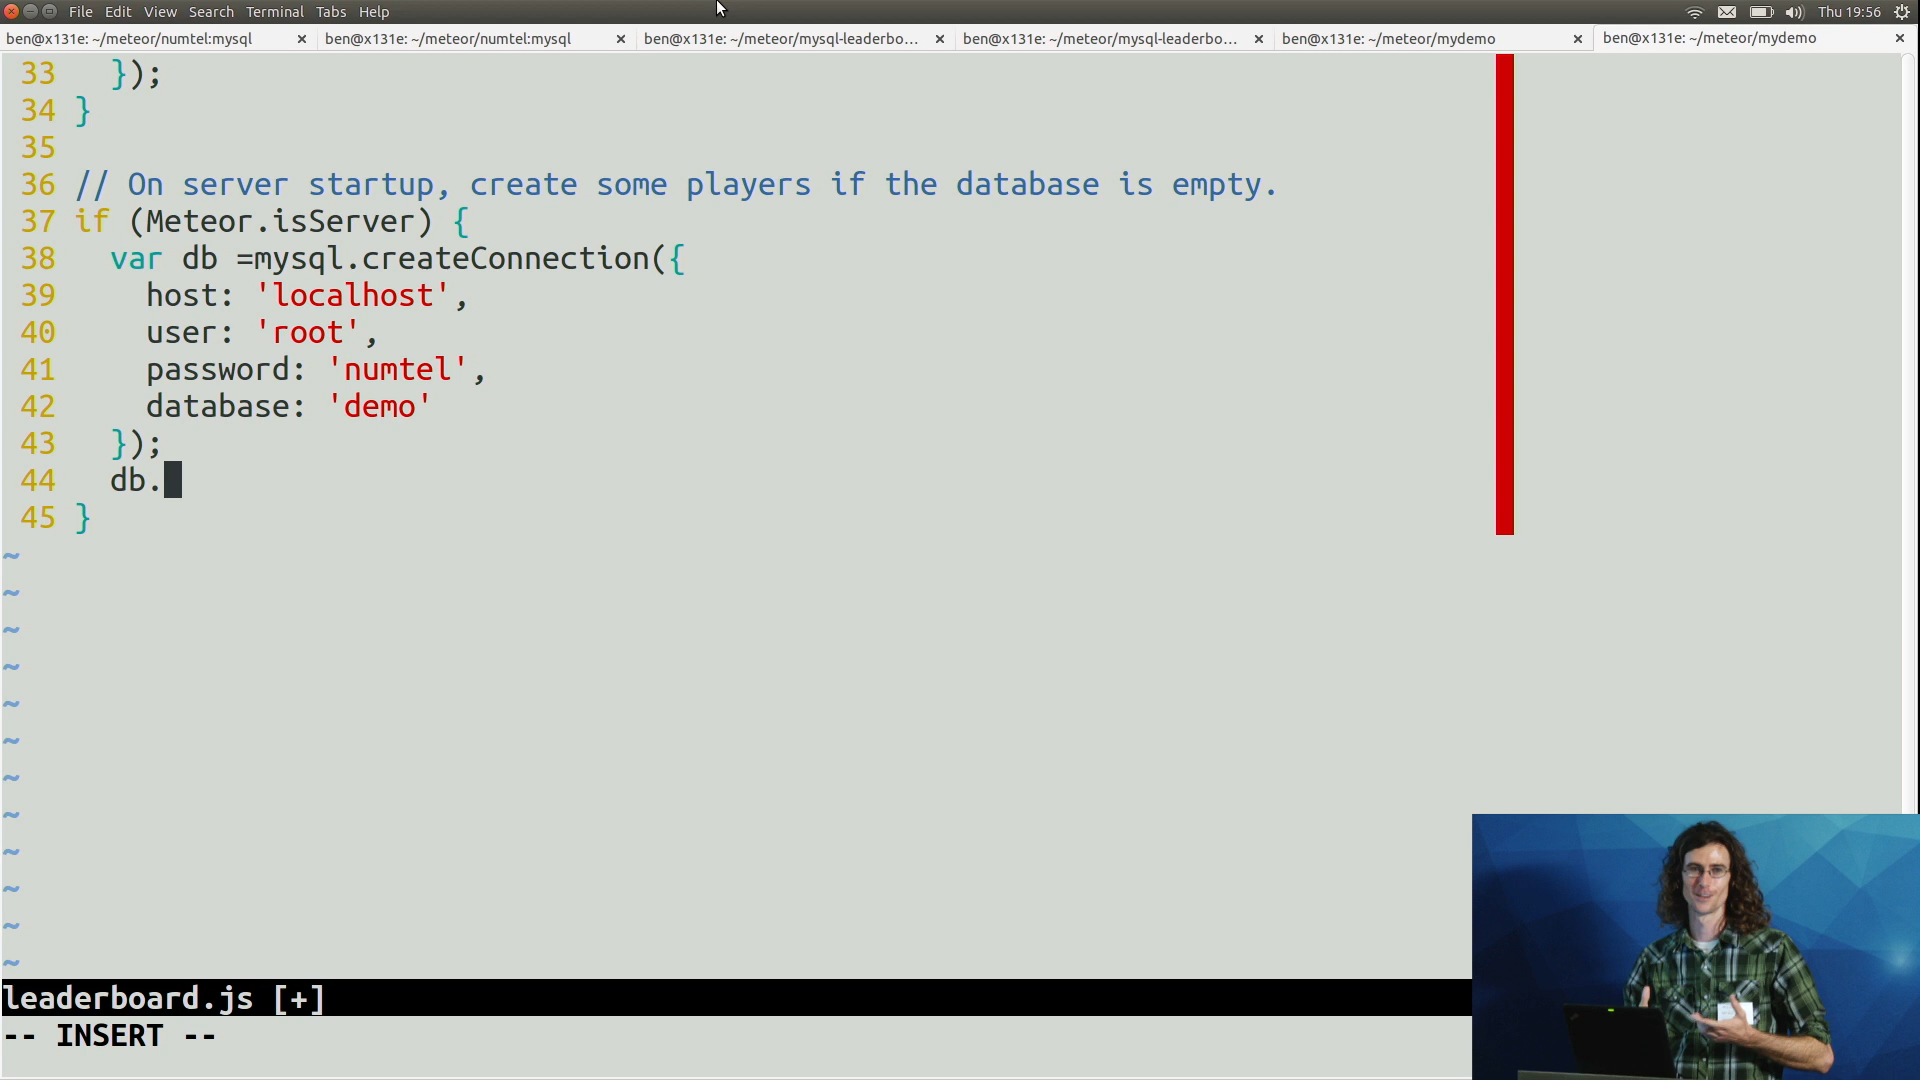 File Edit View Search Terminal Tabs Help Thu 19:56
ben@x131e: ~/meteor/numtel:mysql ben@x131e: ~/meteor/numtel:mysql ben@x131e: ~/meteor/mysql-leaderbo... ben@x131e: ~/meteor/mysql-leaderbo... ben@x131e: ~/meteor/mydemo ben@x131e: ~/meteor/mydemo
33   });
34 }
35
36 // On server startup, create some players if the database is empty.
37 if (Meteor.isServer) {
38   var db =mysql.createConnection({
39     host: 'localhost',
40     user: 'root',
41     password: 'numtel',
42     database: 'demo'
43   });
44   db.
45 }
~
~
~
~
~
~
~
~
~
~
~
~
leaderboard.js [+]
-- INSERT --